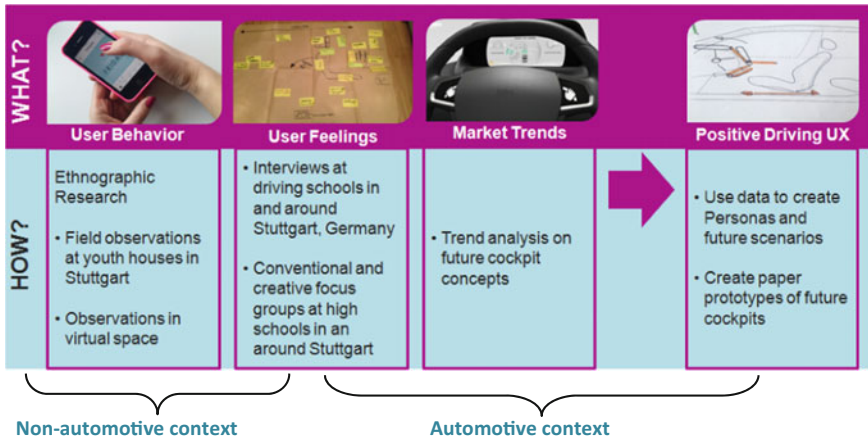 WHAT?
User Behavior
User Feelings
Market Trends
Positive Driving UX
HOW?
Ethnographic
Research
• Field observations
at youth houses in
Stuttgart
• Observations in
virtual space
• Interviews at
driving schools in
and around
Stuttgart, Germany
• Conventional and
creative focus
groups at high
schools in an
around Stuttgart
• Trend analysis on
future cockpit
concepts
• Use data to create
Personas and
future scenarios
• Create paper
prototypes of future
cockpits
Non-automotive context
Automotive context